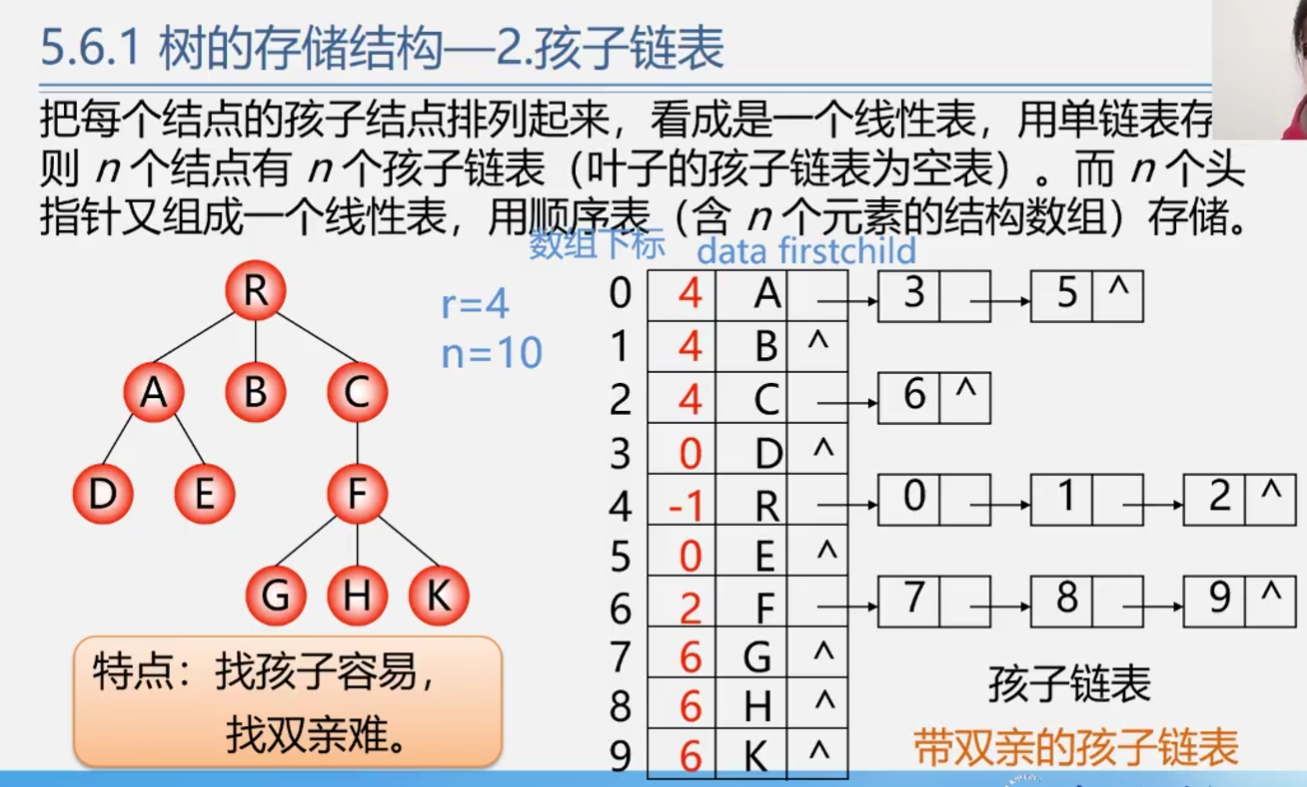 5.6.1 树的存储结构—2.孩子链表
把每个结点的孩子结点排列起来，看成是一个线性表，用单链表存
则 n 个结点有 n 个孩子链表（叶子的孩子链表为空表）。而 n 个头
指针又组成一个线性表，用顺序表（含 n 个元素的结构数组）存储。
数组下标 data firstchild
R
A B C
D E F
G H K
r=4
n=10
0 4 A 3 5 ^
1 4 B ^
2 4 C 6 ^
3 0 D ^
4 -1 R 0 1 2 ^
5 0 E ^
6 2 F 7 8 9 ^
7 6 G ^
8 6 H ^
9 6 K ^
特点：找孩子容易，
找双亲难。
孩子链表
带双亲的孩子链表